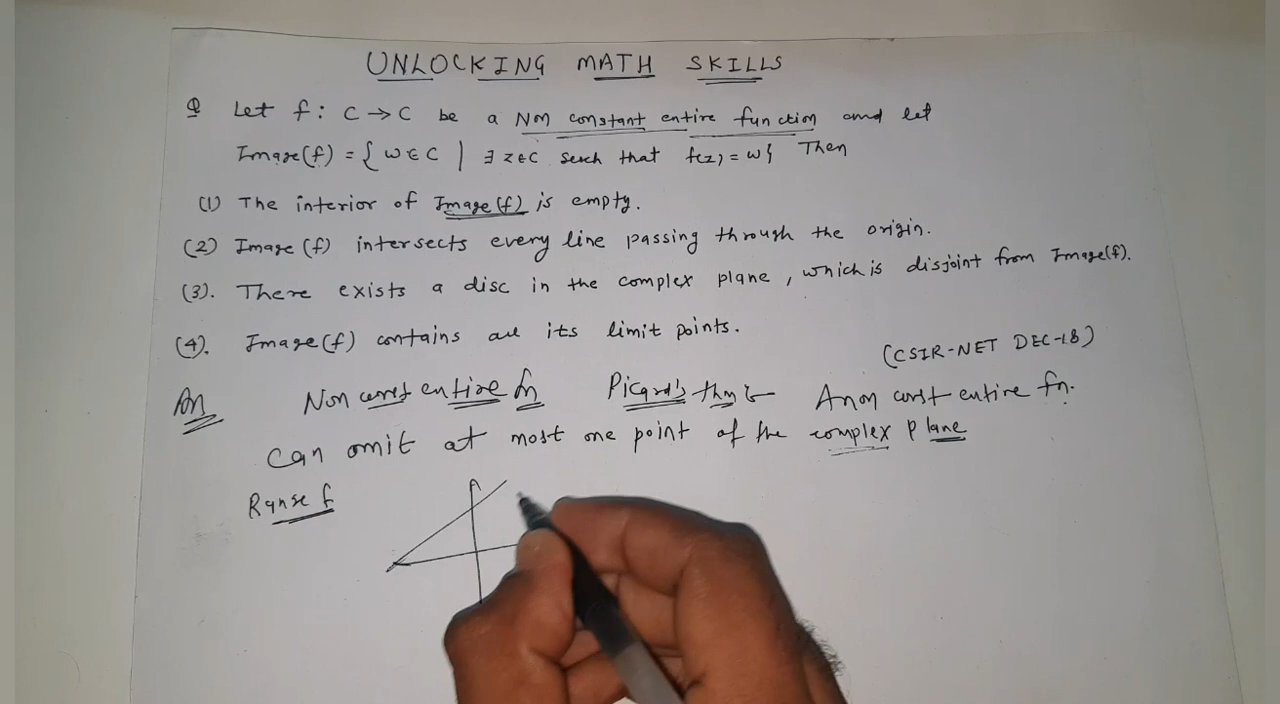 UNLOCKING MATH SKILLS
Q Let f: C → C be a Non constant entire function and let
Image(f) = { w ∈ C | ∃ z ∈ C such that f(z) = w} Then
(1) The interior of Image(f) is empty.
(2) Image (f) intersects every line passing through the origin.
(3). There exists a disc in the complex plane, which is disjoint from Image(f).
(4). Image(f) contains all its limit points.
(CSIR-NET DEC-18)
An Non const entire fn Picard's thm:- A non const entire fn.
Can omit at most one point of the complex plane
Range f